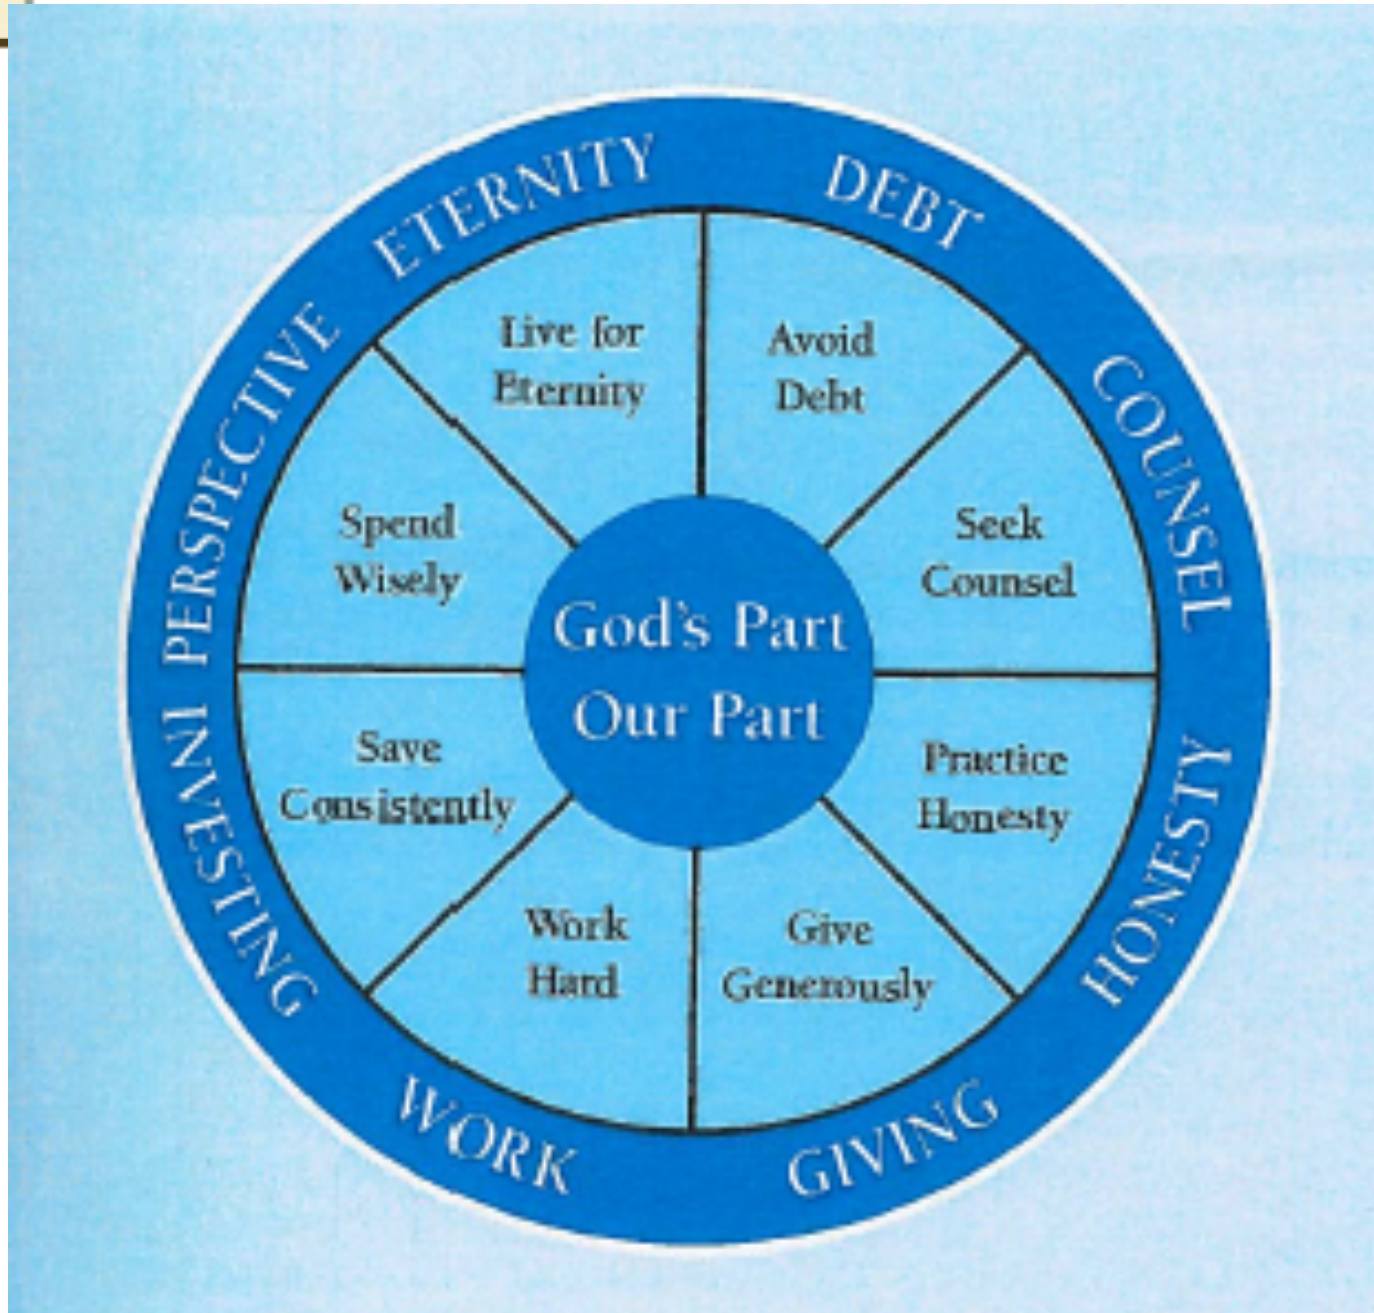 ETERNITY
DEBT
COUNSEL
HONESTY
GIVING
WORK
INVESTING
PERSPECTIVE
Live for
Eternity
Avoid
Debt
Seek
Counsel
Practice
Honesty
Give
Generously
Work
Hard
Save
Consistently
Spend
Wisely
God's Part
Our Part